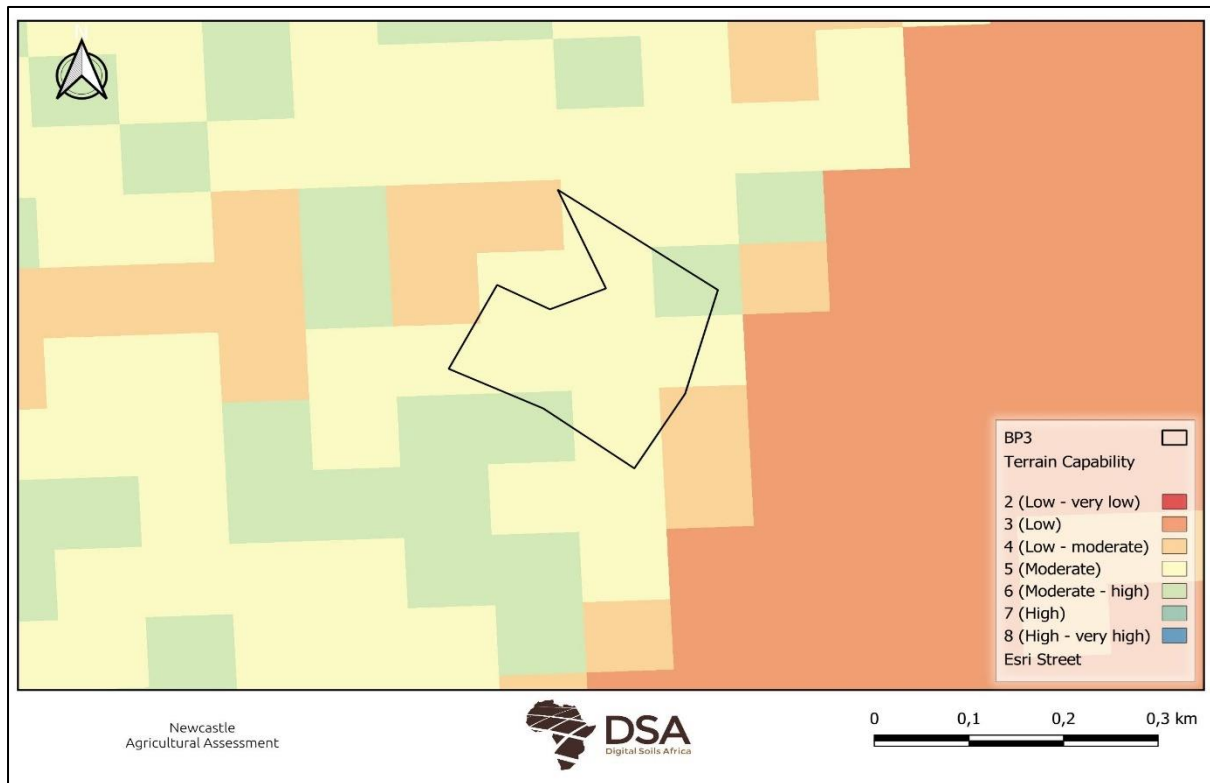 N
BP3
Terrain Capability
2 (Low - very low)
3 (Low)
4 (Low - moderate)
5 (Moderate)
6 (Moderate - high)
7 (High)
8 (High - very high)
Esri Street
Newcastle
Agricultural Assessment
DSA
Digital Soils Africa
0 0,1 0,2 0,3 km